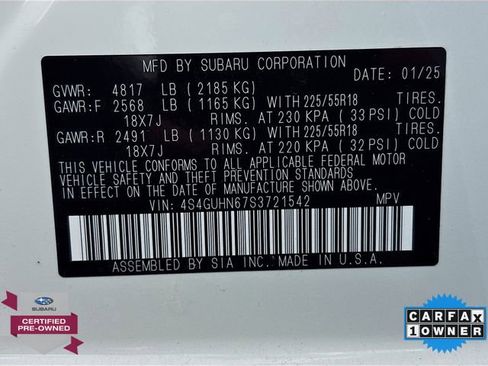 MFD BY SUBARU CORPORATION
DATE: 01/25
GVWR: 4817 LB (2185 KG)
GAWR:F 2568 LB (1165 KG) WITH 225/55R18 TIRES.
18X7J RIMS. AT 230 KPA (33 PSI) COLD
GAWR:R 2491 LB (1130 KG) WITH 225/55R18 TIRES.
18X7J RIMS. AT 220 KPA (32 PSI) COLD
THIS VEHICLE CONFORMS TO ALL APPLICABLE FEDERAL MOTOR
VEHICLE SAFETY AND THEFT PREVENTION STANDARDS
IN EFFECT ON THE DATE OF MANUFACTURE SHOWN ABOVE.
VIN: 4S4GUHN67S3721542 MPV
ASSEMBLED BY SIA INC. MADE IN U.S.A.
SUBARU
CERTIFIED
PRE-OWNED
CARFAX
1 OWNER